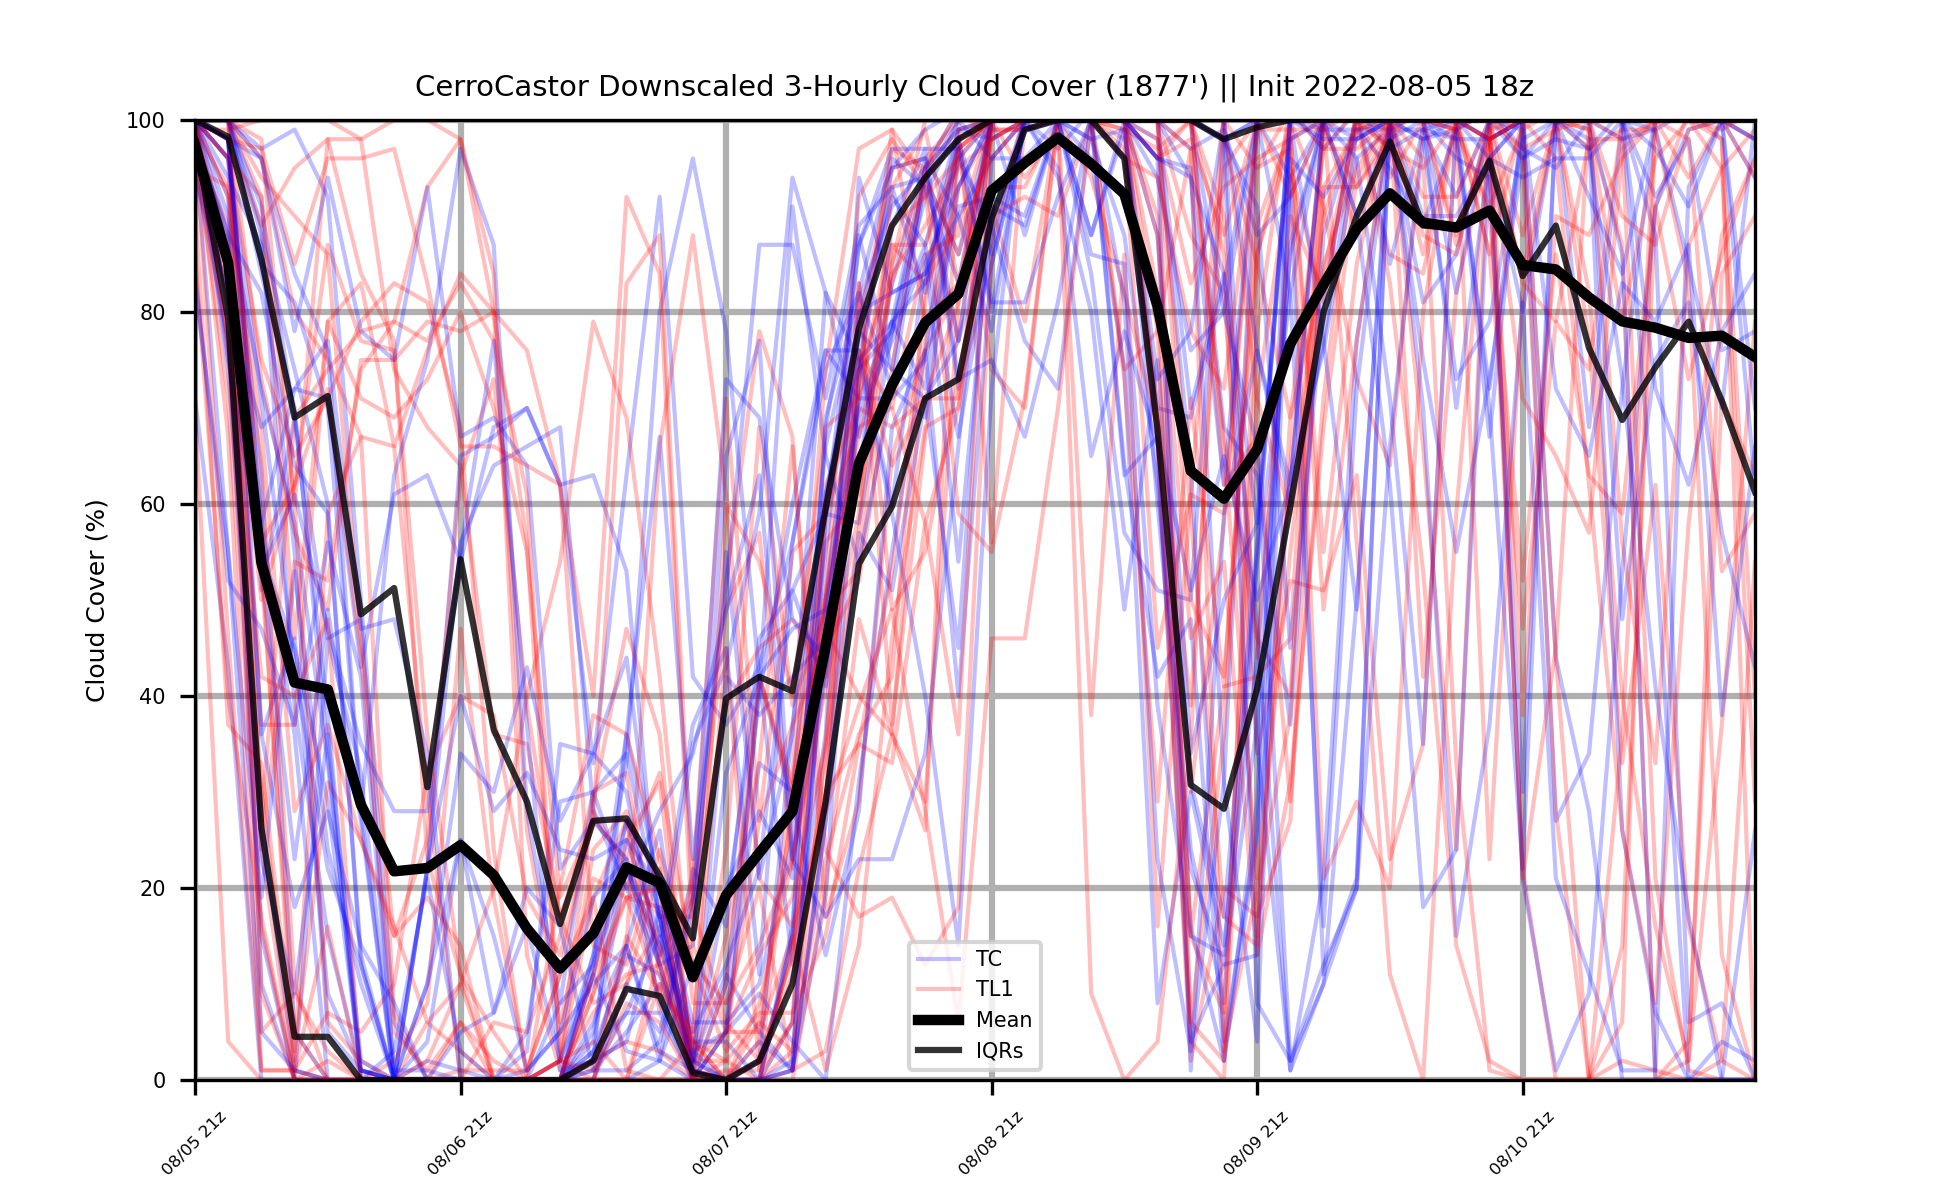 CerroCastor Downscaled 3-Hourly Cloud Cover (1877') || Init 2022-08-05 18z
Cloud Cover (%)
100
80
60
40
20
0
TC
TL1
Mean
IQRs
08/05 21z
08/06 21z
08/07 21z
08/08 21z
08/09 21z
08/10 21z